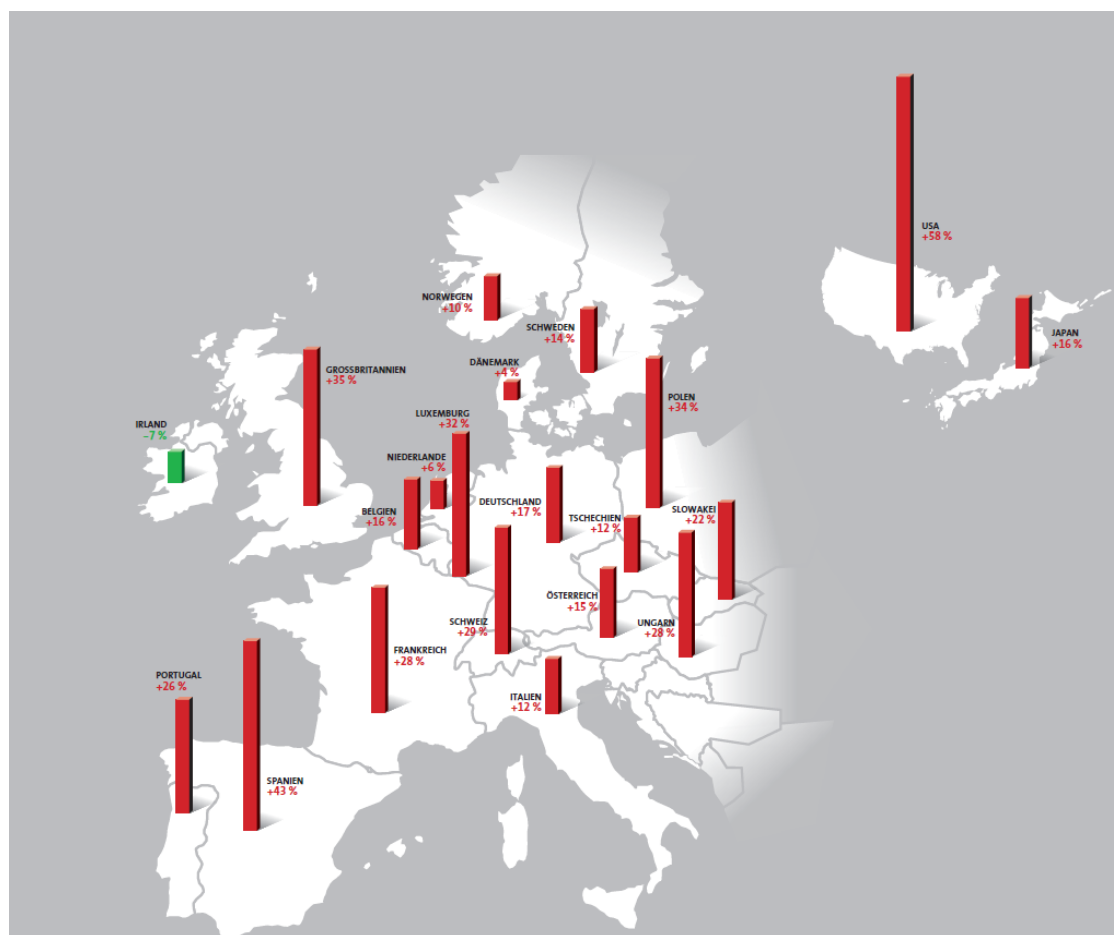 USA
+58 %
NORWEGEN
+10 %
SCHWEDEN
+14 %
JAPAN
+16 %
DÄNEMARK
+4 %
GROSSBRITANNIEN
+35 %
POLEN
+34 %
LUXEMBURG
+32 %
IRLAND
–7 %
NIEDERLANDE
+6 %
DEUTSCHLAND
+17 %
BELGIEN
+16 %
TSCHECHIEN
+12 %
SLOWAKEI
+22 %
ÖSTERREICH
+15 %
SCHWEIZ
+29 %
UNGARN
+28 %
FRANKREICH
+28 %
PORTUGAL
+26 %
ITALIEN
+12 %
SPANIEN
+43 %